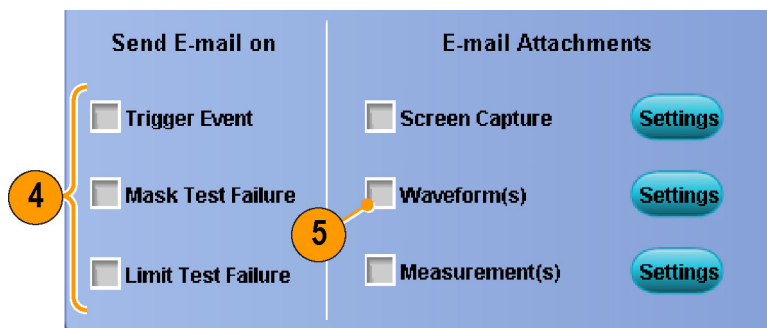 Send E-mail on
E-mail Attachments
Trigger Event
Screen Capture
Settings
4
Mask Test Failure
Waveform(s)
Settings
5
Limit Test Failure
Measurement(s)
Settings